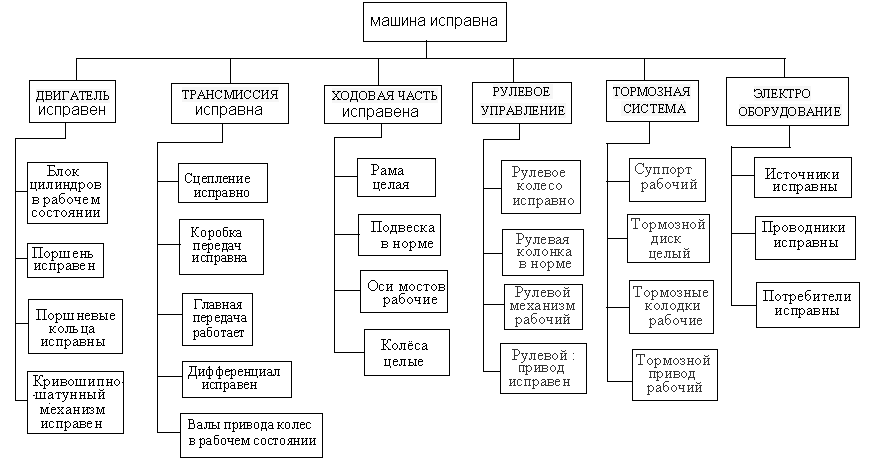 машина исправна
ДВИГАТЕЛЬ
исправен
Блок
цилиндров
в рабочем
состоянии
Поршень
исправен
Поршневые
кольца
исправны
Кривошипно-
-шатунный
механизм
исправен
ТРАНСМИССИЯ
исправна
Сцепление
исправно
Коробка
передач
исправна
Главная
передача
работает
Дифференциал
исправен
Валы привода колес
в рабочем состоянии
ХОДОВАЯ ЧАСТЬ
исправена
Рама
целая
Подвеска
в норме
Оси мостов
рабочие
Колёса
целые
РУЛЕВОЕ
УПРАВЛЕНИЕ
Рулевое
колесо
исправно
Рулевая
колонка
в норме
Рулевой
механизм
рабочий
Рулевой :
привод
исправен
ТОРМОЗНАЯ
СИСТЕМА
Суппорт
рабочий
Тормозной
диск
целый
Тормозные
колодки
рабочие
Тормозной
привод
рабочий
ЭЛЕКТРО
ОБОРУДОВАНИЕ
Источники
исправны
Проводники
исправны
Потребители
исправны